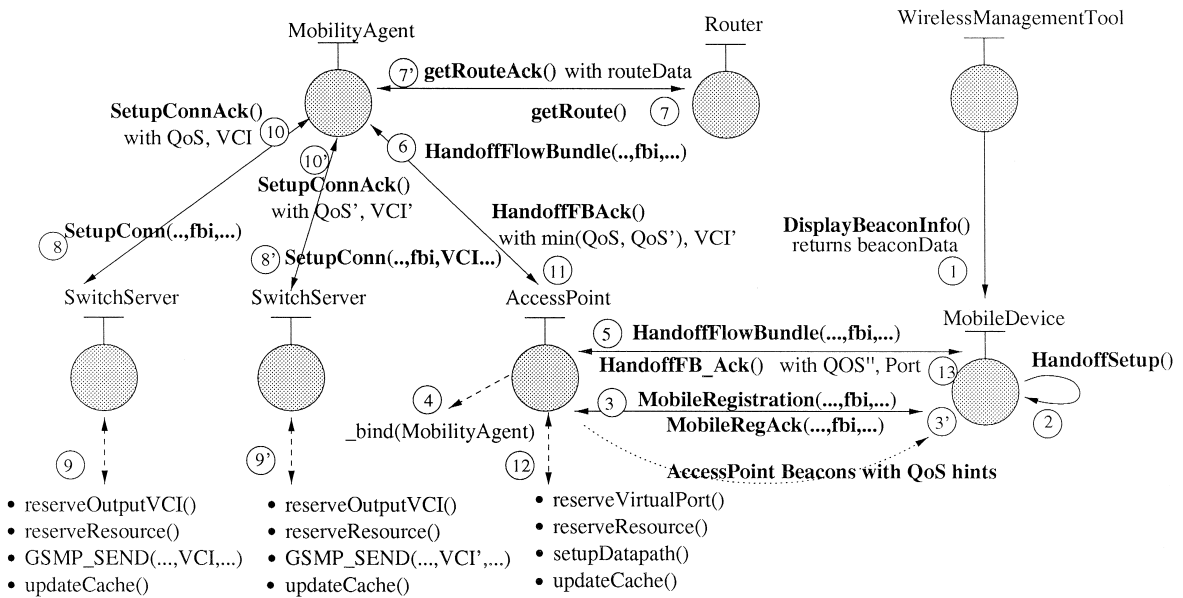 WirelessManagementTool
Router
MobilityAgent
7' getRouteAck() with routeData
getRoute() 7
SetupConnAck()
with QoS, VCI 10
6
HandoffFlowBundle(..,fbi,...)
10'
SetupConnAck()
with QoS', VCI'
HandoffFBAck()
with min(QoS, QoS'), VCI'
11
DisplayBeaconInfo()
returns beaconData
1
8 SetupConn(..,fbi,...)
8' SetupConn(..,fbi,VCI...)
SwitchServer
SwitchServer
AccessPoint
MobileDevice
5 HandoffFlowBundle(...,fbi,...)
HandoffFB_Ack() with QOS", Port 13
HandoffSetup()
2
4
_bind(MobilityAgent)
3 MobileRegistration(...,fbi,...)
MobileRegAck(...,fbi,...) 3'
AccessPoint Beacons with QoS hints
9
• reserveOutputVCI()
• reserveResource()
• GSMP_SEND(...,VCI,...)
• updateCache()
9'
• reserveOutputVCI()
• reserveResource()
• GSMP_SEND(...,VCI',...)
• updateCache()
12
• reserveVirtualPort()
• reserveResource()
• setupDatapath()
• updateCache()